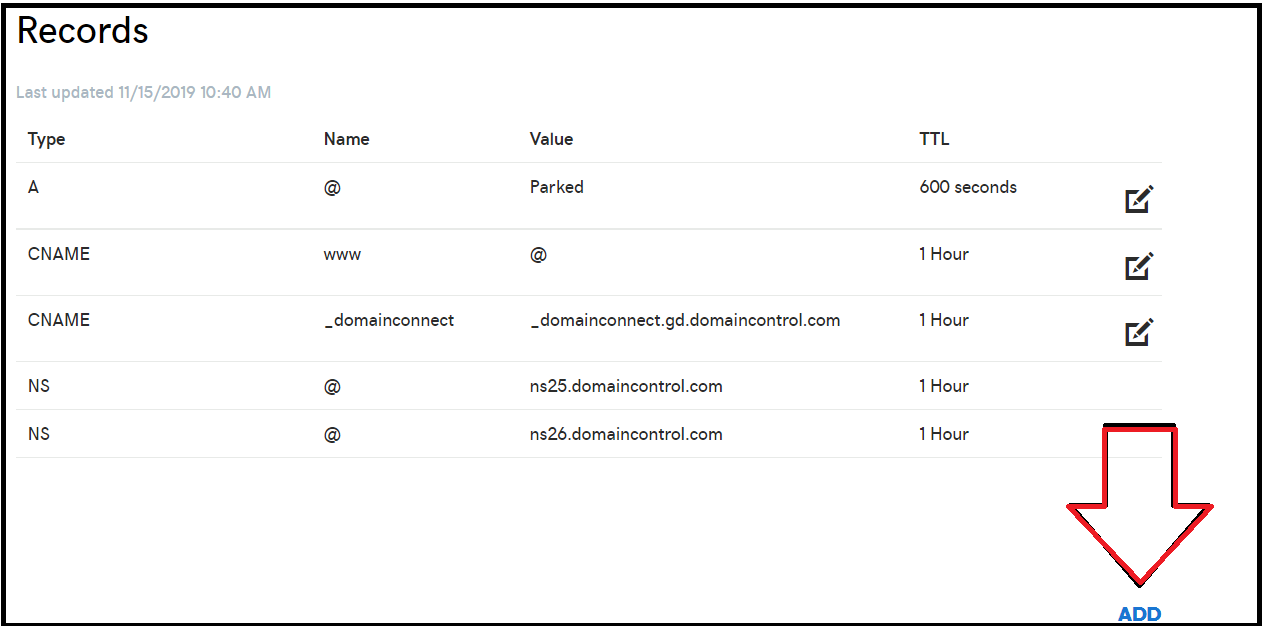 Records
Last updated 11/15/2019 10:40 AM
Type Name Value TTL
A @ Parked 600 seconds
CNAME www @ 1 Hour
CNAME _domainconnect _domainconnect.gd.domaincontrol.com 1 Hour
NS @ ns25.domaincontrol.com 1 Hour
NS @ ns26.domaincontrol.com 1 Hour
ADD